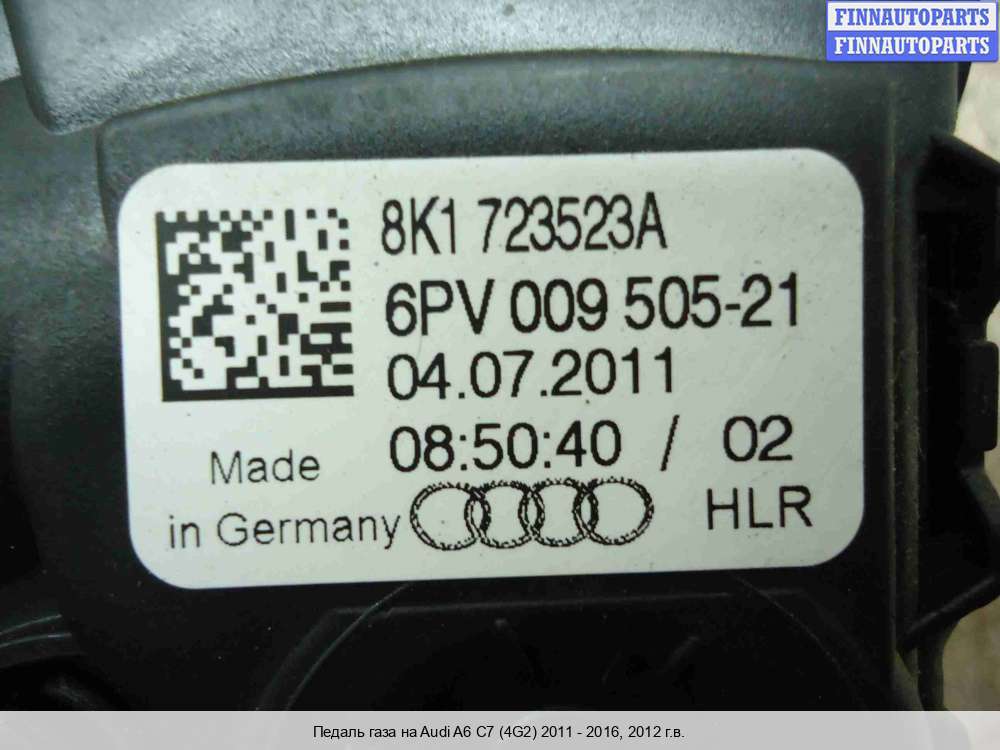 FINNAUTOPARTS
FINNAUTOPARTS
8K1 723523A
6PV 009 505-21
04.07.2011
08:50:40 / 02
Made
in Germany
HLR
Педаль газа на Audi A6 C7 (4G2) 2011 - 2016, 2012 г.в.